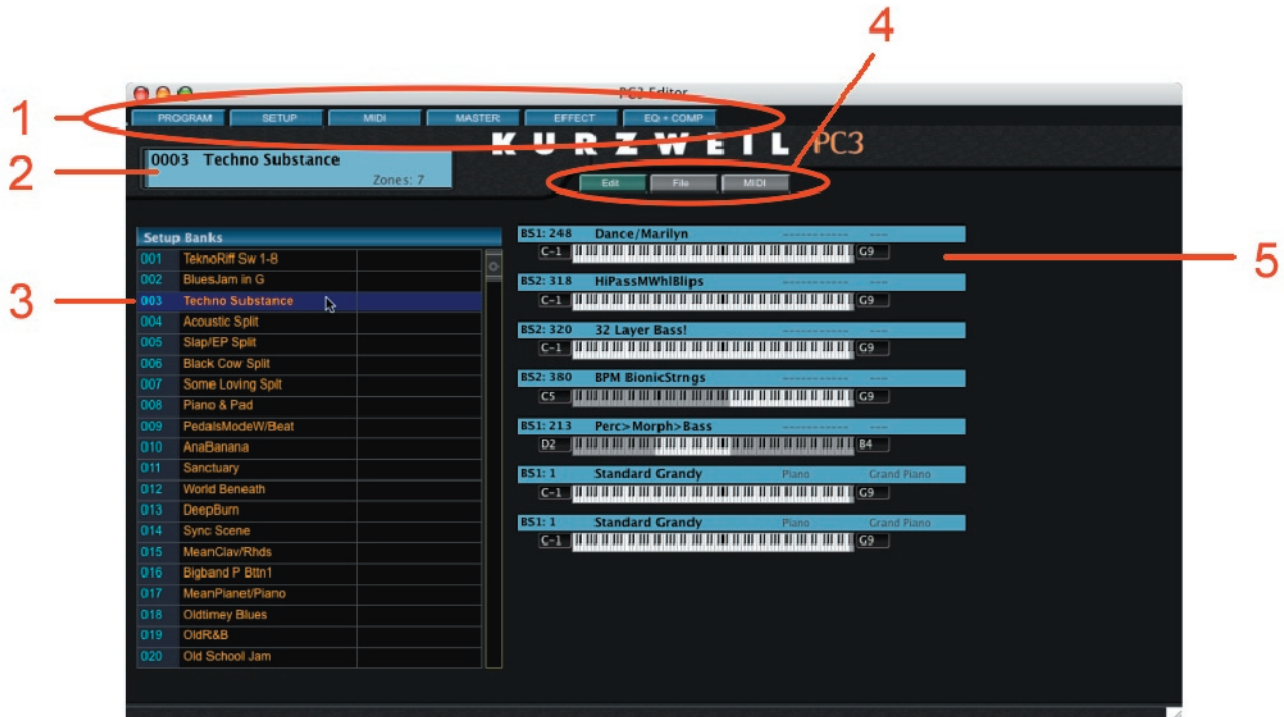 4
PC3 Editor
1
PROGRAM SETUP MIDI MASTER EFFECT EQ + COMP
KURZWEIL PC3
2
0003 Techno Substance
Zones: 7
Edit File MIDI
Setup Banks
001 TeknoRiff Sw 1-8
002 BluesJam in G
3
003 Techno Substance
004 Acoustic Split
005 Slap/EP Split
006 Black Cow Split
007 Some Loving Splt
008 Piano & Pad
009 PedalsModeW/Beat
010 AnaBanana
011 Sanctuary
012 World Beneath
013 DeepBurn
014 Sync Scene
015 MeanClav/Rhds
016 Bigband P Bttn1
017 MeanPlanet/Piano
018 Oldtimey Blues
019 OldR&B
020 Old School Jam
BS1: 248 Dance/Marilyn ----------- ---
C-1 G9
5
BS2: 318 HiPassMWhlBlips ----------- ---
C-1 G9
BS2: 320 32 Layer Bass! ----------- ---
C-1 G9
BS2: 380 BPM BionicStrngs ----------- ---
C5 G9
BS1: 213 Perc>Morph>Bass ----------- ---
D2 B4
BS1: 1 Standard Grandy Piano Grand Piano
C-1 G9
BS1: 1 Standard Grandy Piano Grand Piano
C-1 G9